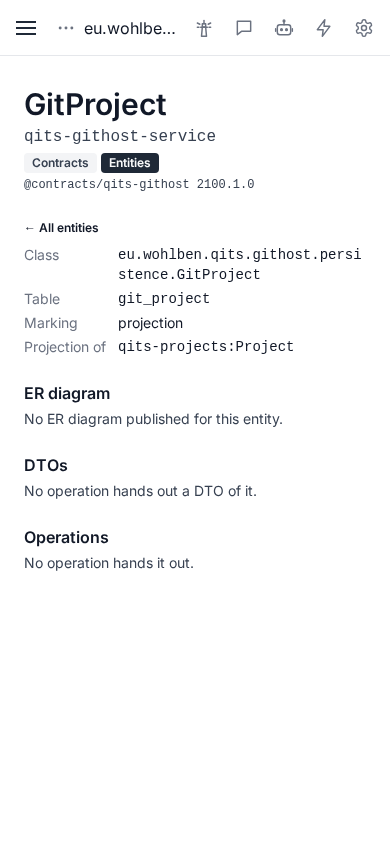 eu.wohlbe...
GitProject
qits-githost-service
Contracts Entities
@contracts/qits-githost 2100.1.0
← All entities
Class eu.wohlben.qits.githost.persi
stence.GitProject
Table git_project
Marking projection
Projection of qits-projects:Project
ER diagram
No ER diagram published for this entity.
DTOs
No operation hands out a DTO of it.
Operations
No operation hands it out.